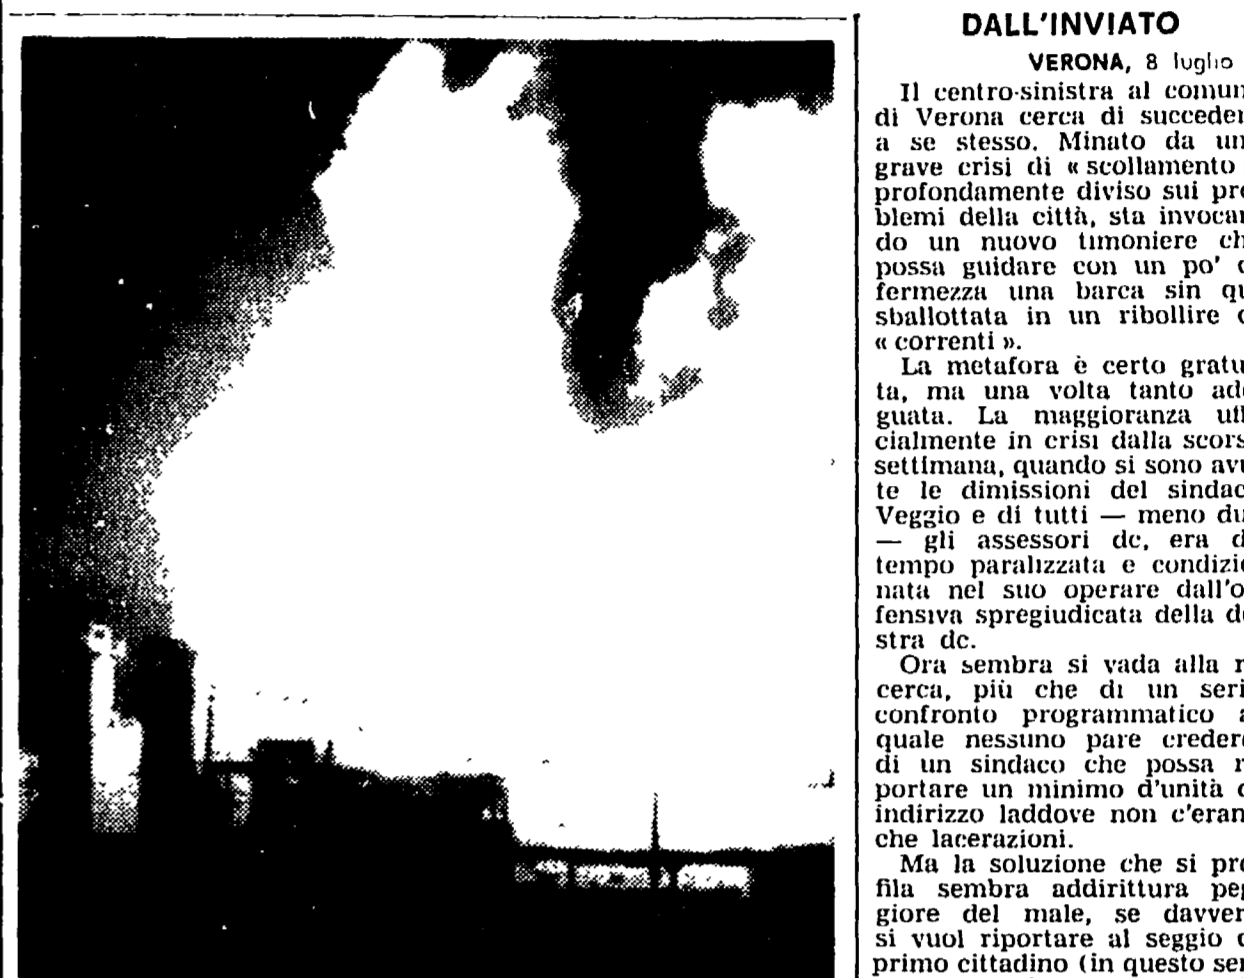 DALL'INVIATO
VERONA, 8 luglio
Il centro-sinistra al comun
di Verona cerca di succeder
a se stesso. Minato da un
grave crisi di « scollamento
profondamente diviso sui pro
blemi della città, sta invocan
do un nuovo timoniere ch
possa guidare con un po' d
fermezza una barca sin qu
sballottata in un ribollire d
« correnti ».
La metafora è certo gratu
ta, ma una volta tanto ade
guata. La maggioranza uffi
cialmente in crisi dalla scors
settimana, quando si sono avu
te le dimissioni del sindac
Veggio e di tutti — meno du
— gli assessori dc, era d
tempo paralizzata e condizio
nata nel suo operare dall'o
fensiva spregiudicata della de
stra dc.
Ora sembra si vada alla r
cerca, più che di un seri
confronto programmatico a
quale nessuno pare creder
di un sindaco che possa r
portare un minimo d'unità d
indirizzo laddove non c'eran
che lacerazioni.
Ma la soluzione che si pro
fila sembra addirittura peg
giore del male, se davver
si vuol riportare al seggio d
primo cittadino (in questo sen